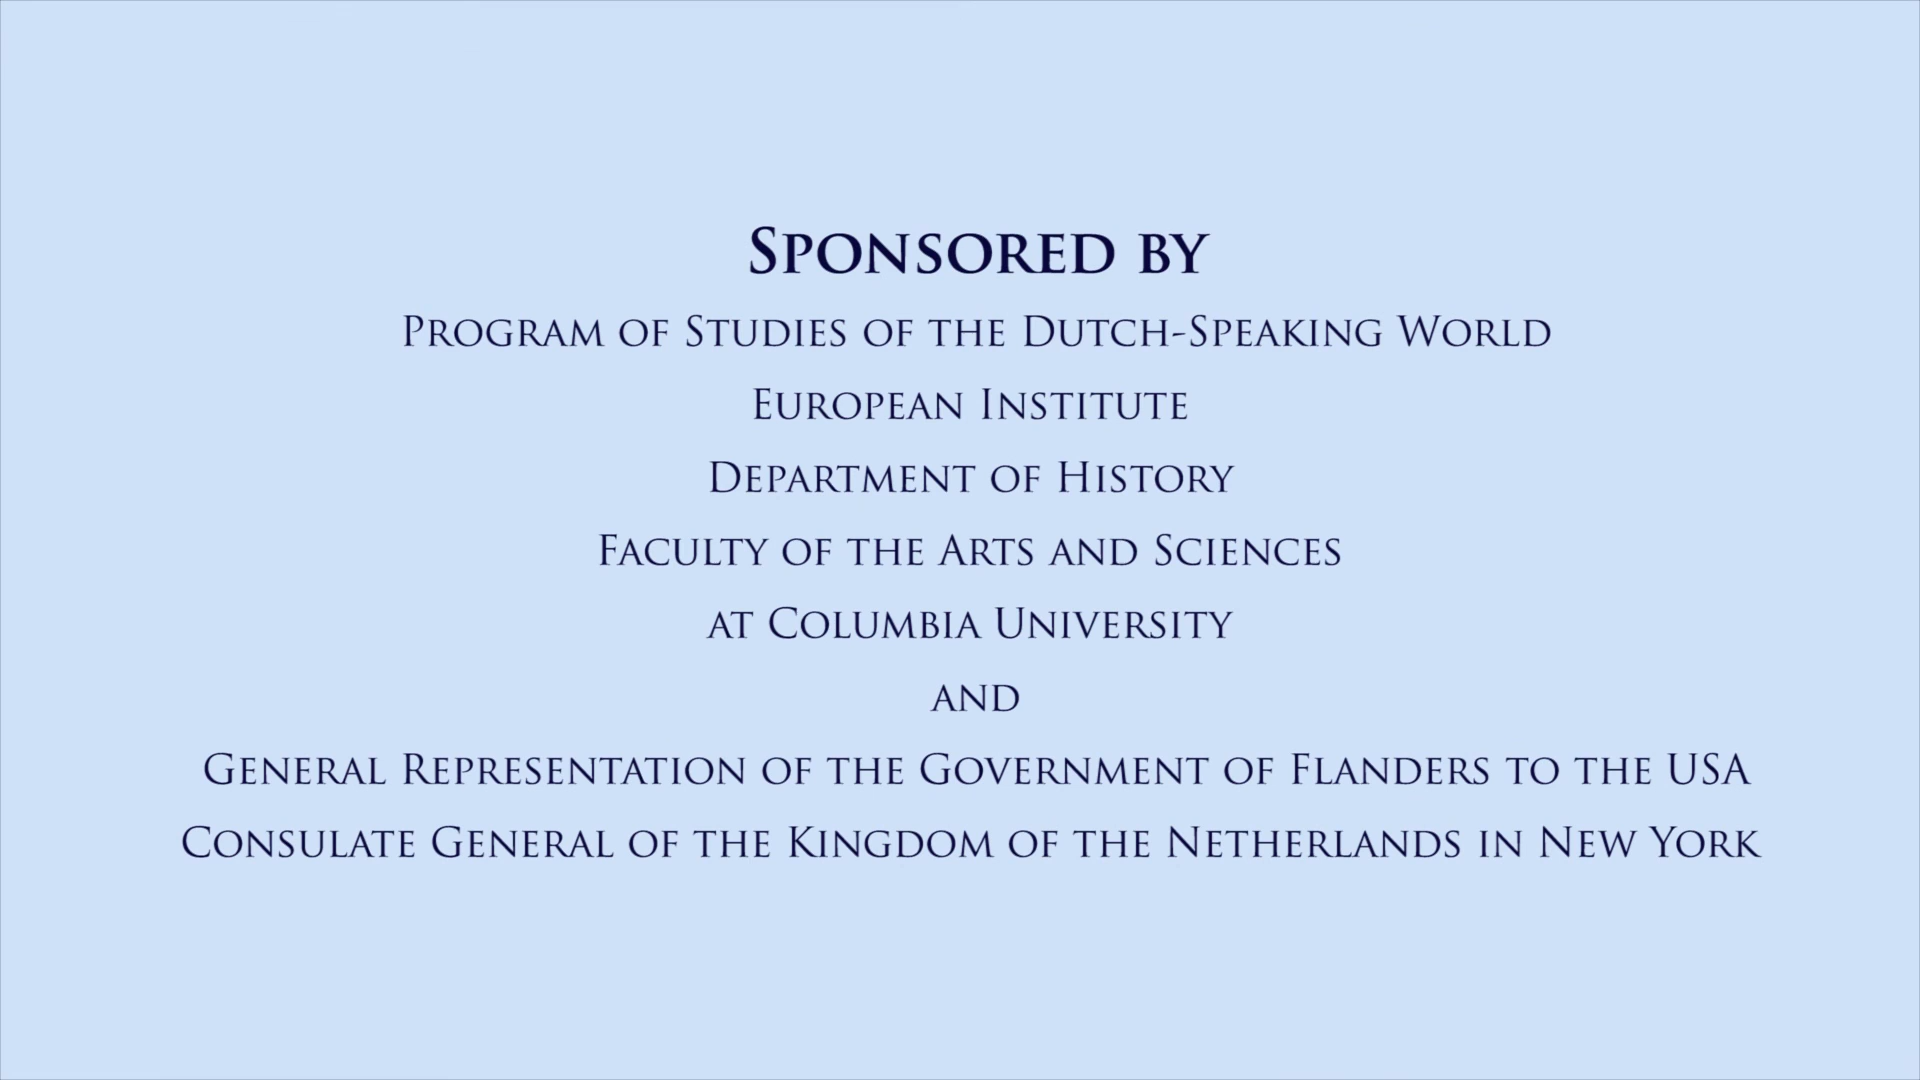 Sponsored by
Program of Studies of the Dutch-Speaking World
European Institute
Department of History
Faculty of the Arts and Sciences
at Columbia University
and
General Representation of the Government of Flanders to the USA
Consulate General of the Kingdom of the Netherlands in New York